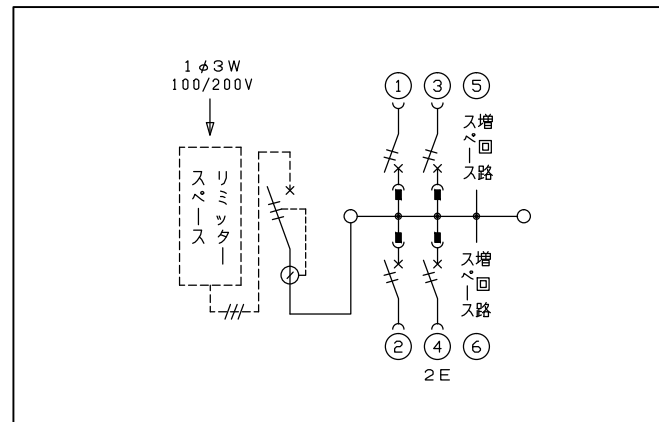 1φ3W
100/200V
リミッター
スペース
①
③
⑤
増回路
スペース
増回路
スペース
②
④
⑥
2E